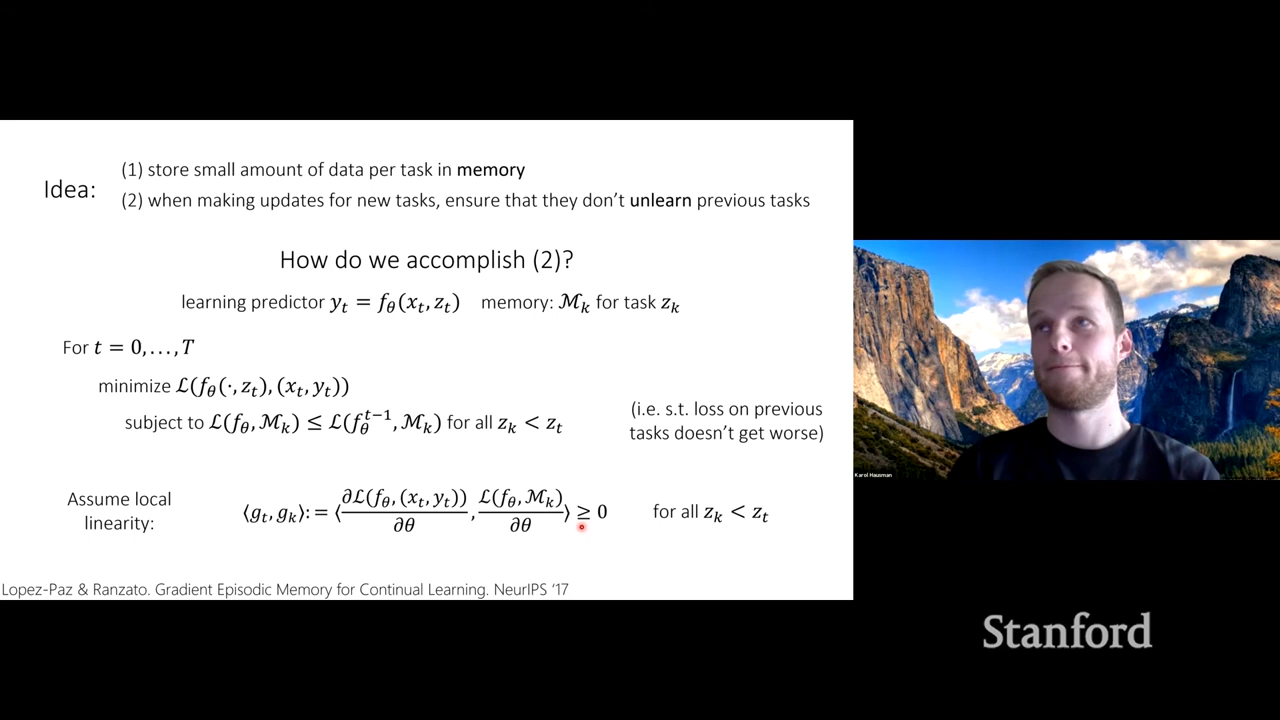 Idea:
(1) store small amount of data per task in memory
(2) when making updates for new tasks, ensure that they don't unlearn previous tasks
How do we accomplish (2)?
learning predictor y_t = f_θ(x_t, z_t) memory: ℳ_k for task z_k
For t = 0, . . . , T
minimize ℒ(f_θ(·, z_t), (x_t, y_t))
subject to ℒ(f_θ, ℳ_k) ≤ ℒ(f_θ^{t−1}, ℳ_k) for all z_k < z_t
(i.e. s.t. loss on previous
tasks doesn't get worse)
Assume local
linearity:
⟨g_t, g_k⟩: = ⟨∂ℒ(f_θ, (x_t, y_t))/∂θ, ℒ(f_θ, ℳ_k)/∂θ⟩ ≥ 0 for all z_k < z_t
Lopez-Paz & Ranzato. Gradient Episodic Memory for Continual Learning. NeurIPS '17
Karol Hausman
Stanford